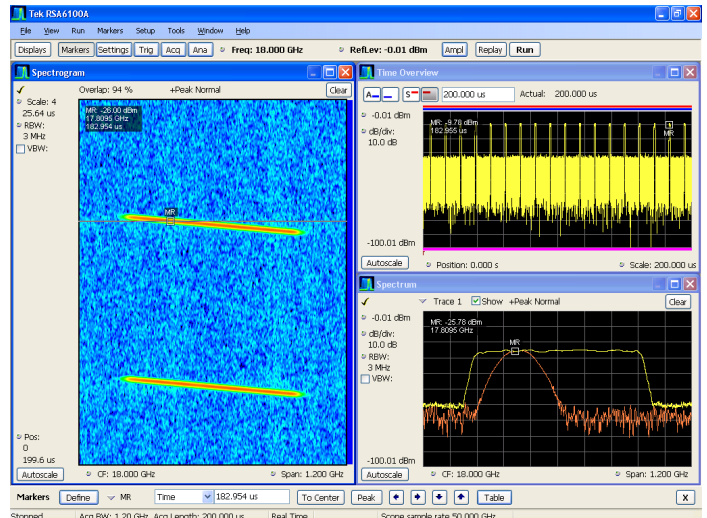 Tek RSA6100A
File View Run Markers Setup Tools Window Help
Displays Markers Settings Trig Acq Ana Freq: 18.000 GHz RefLev: -0.01 dBm Ampl Replay Run
Spectrogram
Overlap: 94 % +Peak Normal Clear
Scale: 4
25.64 us
RBW:
3 MHz
VBW:
MR: -26.00 dBm
17.8095 GHz
182.954 us
MR
Pos:
0
199.6 us
Autoscale CF: 18.000 GHz Span: 1.200 GHz
Time Overview
A S 200.000 us Actual: 200.000 us
-0.01 dBm
dB/div:
10.0 dB
MR: -9.78 dBm
182.955 us
MR
-100.01 dBm
Autoscale Position: 0.000 s Scale: 200.000 us
Spectrum
Trace 1 Show +Peak Normal Clear
-0.01 dBm
dB/div:
10.0 dB
RBW:
3 MHz
VBW:
MR: -25.78 dBm
17.8095 GHz
MR
-100.01 dBm
Autoscale CF: 18.000 GHz Span: 1.200 GHz
Markers Define MR Time 182.954 us To Center Peak Table X
Stopped Acq BW: 1.20 GHz, Acq Length: 200.000 us Real Time Scope sample rate 50.000 GHz